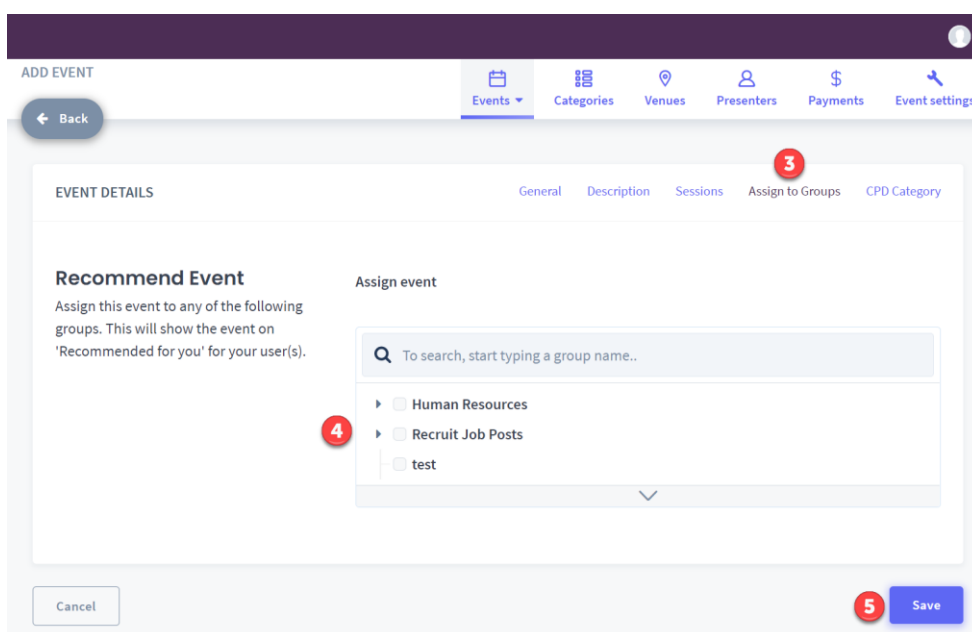 ADD EVENT
Events Categories Venues Presenters Payments Event settings
Back
3
EVENT DETAILS General Description Sessions Assign to Groups CPD Category
Recommend Event
Assign event
Assign this event to any of the following
groups. This will show the event on
'Recommended for you' for your user(s).
To search, start typing a group name..
Human Resources
4
Recruit Job Posts
test
Cancel
5
Save